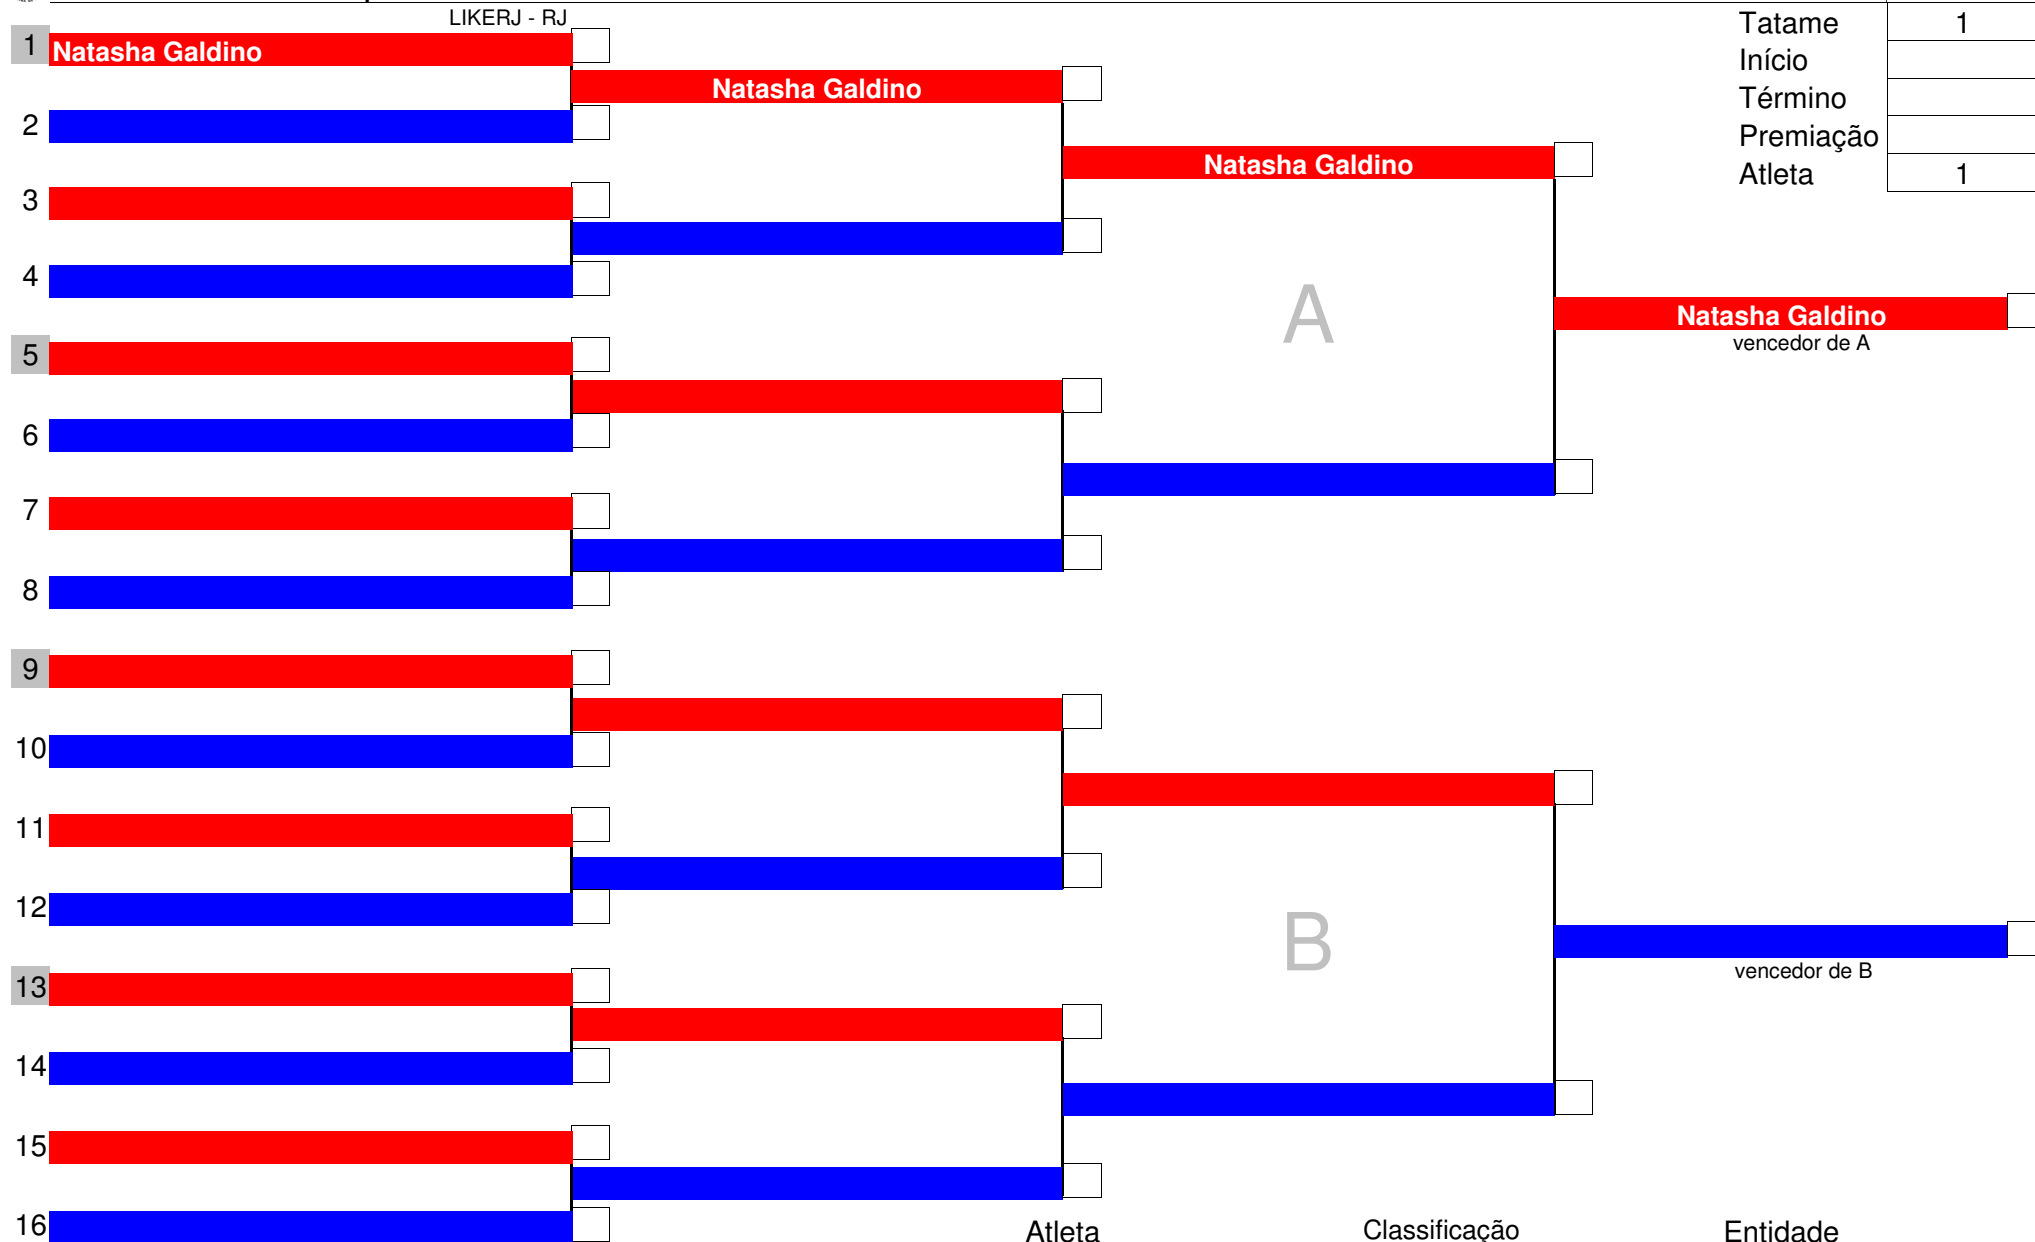 LIKERJ - RJ
Tatame 1
1 Natasha Galdino
Início
Natasha Galdino
Término
2
Premiação
Natasha Galdino
Atleta 1
3
4
A
Natasha Galdino
vencedor de A
5
6
7
8
9
10
11
12
B
vencedor de B
13
14
15
16
Atleta Classificação Entidade